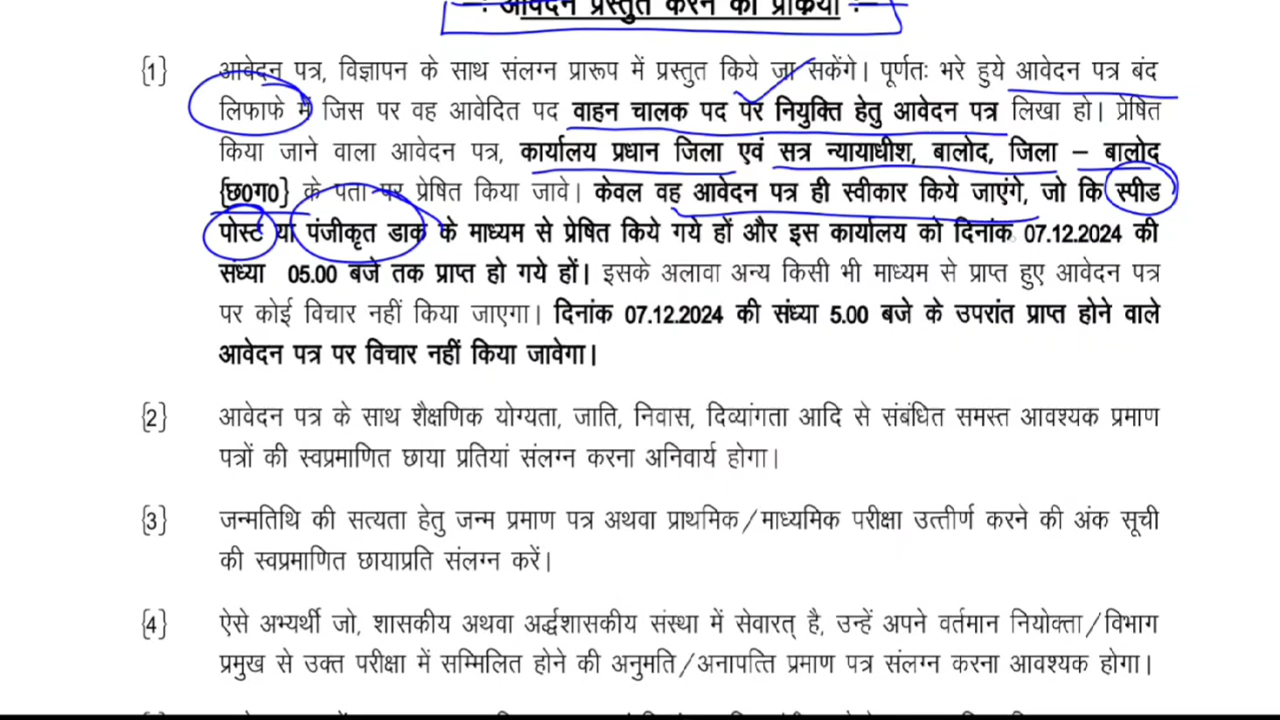 –: आवेदन प्रस्तुत करने की प्रक्रिया :–
{1} आवेदन पत्र, विज्ञापन के साथ संलग्न प्रारूप में प्रस्तुत किये जा सकेंगे। पूर्णतः भरे हुये आवेदन पत्र बंद
लिफाफे में जिस पर वह आवेदित पद वाहन चालक पद पर नियुक्ति हेतु आवेदन पत्र लिखा हो। प्रेषित
किया जाने वाला आवेदन पत्र, कार्यालय प्रधान जिला एवं सत्र न्यायाधीश, बालोद, जिला – बालोद
{छ0ग0} के पता पर प्रेषित किया जावे। केवल वह आवेदन पत्र ही स्वीकार किये जाएंगे, जो कि स्पीड
पोस्ट या पंजीकृत डाक के माध्यम से प्रेषित किये गये हों और इस कार्यालय को दिनांक 07.12.2024 की
संध्या 05.00 बजे तक प्राप्त हो गये हों। इसके अलावा अन्य किसी भी माध्यम से प्राप्त हुए आवेदन पत्र
पर कोई विचार नहीं किया जाएगा। दिनांक 07.12.2024 की संध्या 5.00 बजे के उपरांत प्राप्त होने वाले
आवेदन पत्र पर विचार नहीं किया जावेगा।
{2} आवेदन पत्र के साथ शैक्षणिक योग्यता, जाति, निवास, दिव्यांगता आदि से संबंधित समस्त आवश्यक प्रमाण
पत्रों की स्वप्रमाणित छाया प्रतियां संलग्न करना अनिवार्य होगा।
{3} जन्मतिथि की सत्यता हेतु जन्म प्रमाण पत्र अथवा प्राथमिक/माध्यमिक परीक्षा उत्तीर्ण करने की अंक सूची
की स्वप्रमाणित छायाप्रति संलग्न करें।
{4} ऐसे अभ्यर्थी जो, शासकीय अथवा अर्द्धशासकीय संस्था में सेवारत् है, उन्हें अपने वर्तमान नियोक्ता/विभाग
प्रमुख से उक्त परीक्षा में सम्मिलित होने की अनुमति/अनापत्ति प्रमाण पत्र संलग्न करना आवश्यक होगा।